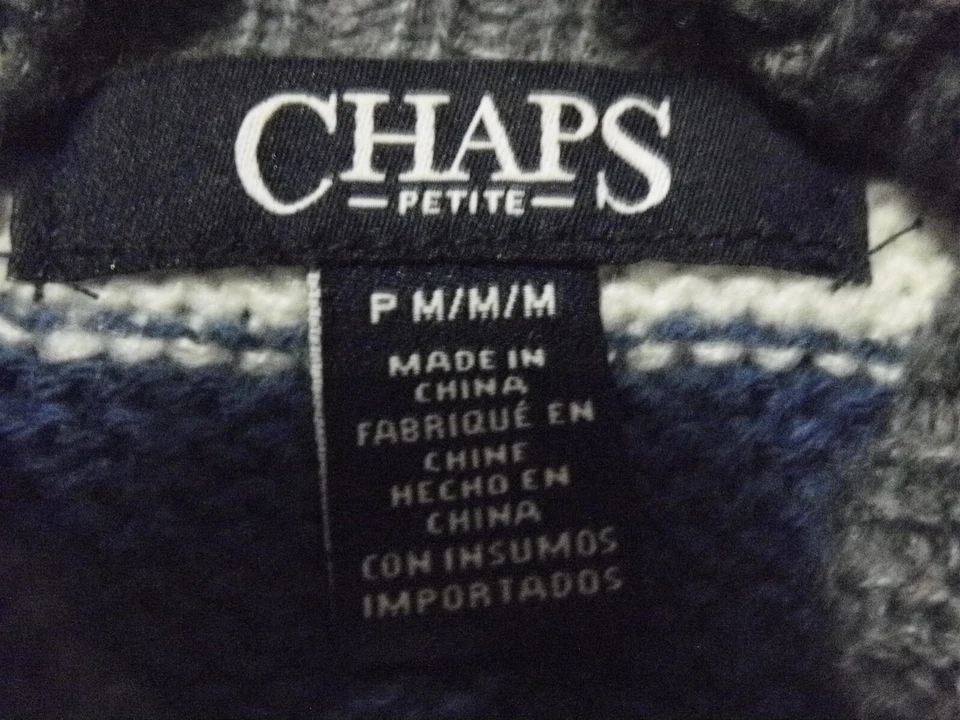 CHAPS
PETITE
P M/M/M
MADE IN
CHINA
FABRIQUÉ EN
CHINE
HECHO EN
CHINA
CON INSUMOS
IMPORTADOS